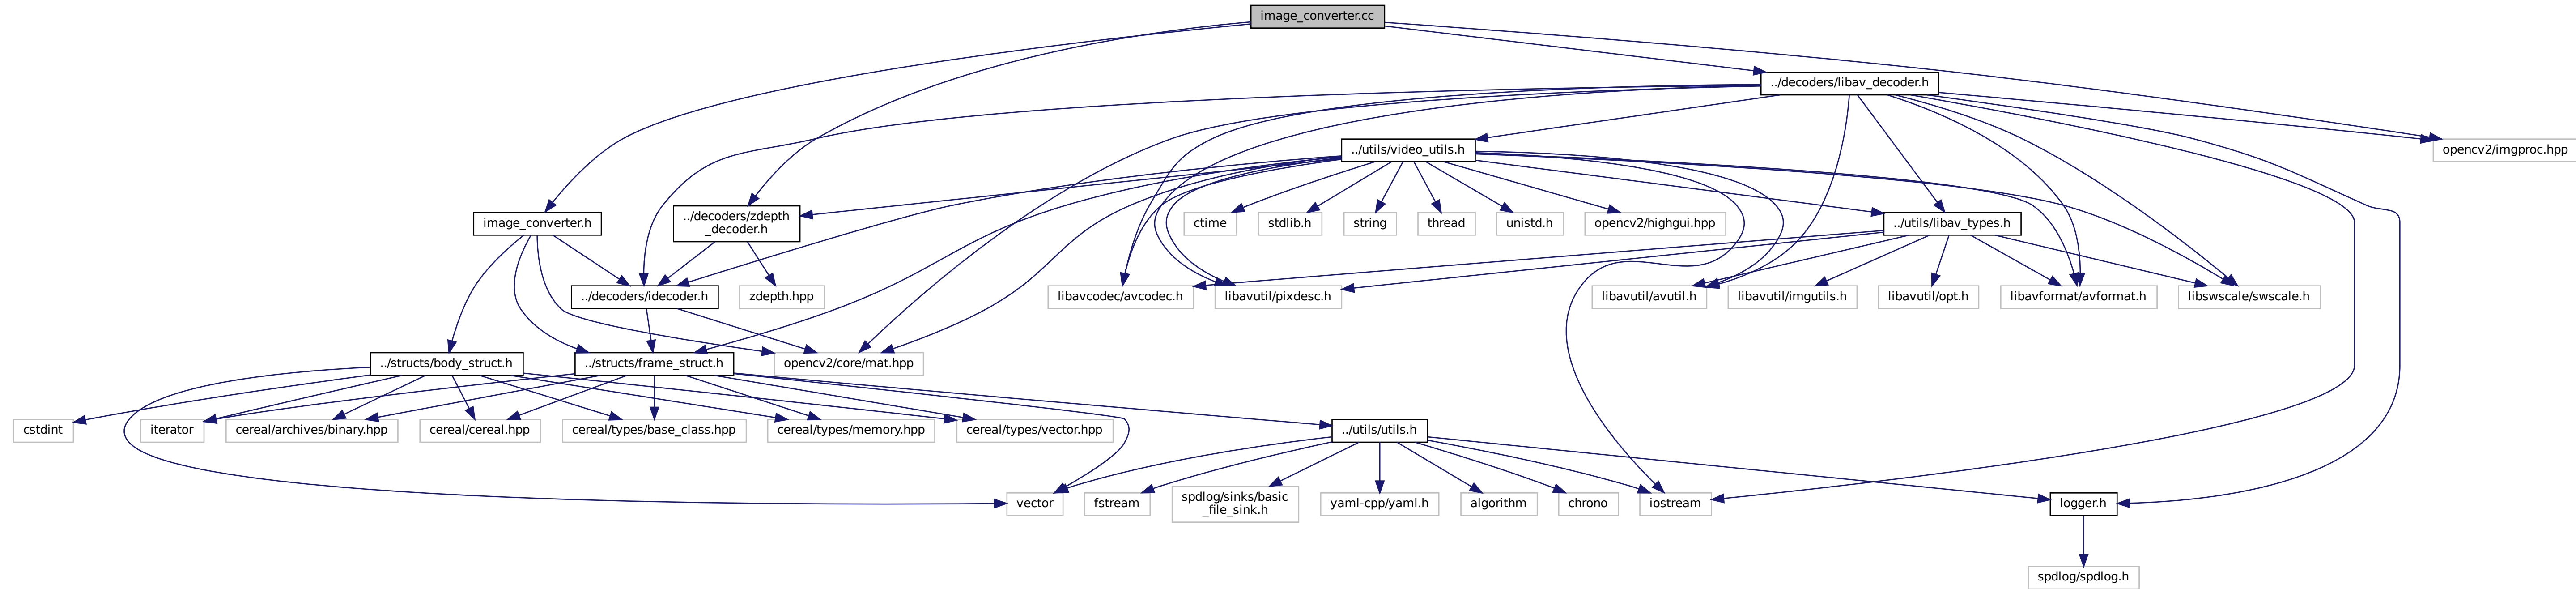 image_converter.cc
../decoders/libav_decoder.h
../utils/video_utils.h
opencv2/imgproc.hpp
image_converter.h
../decoders/zdepth
_decoder.h
ctime
stdlib.h
string
thread
unistd.h
opencv2/highgui.hpp
../utils/libav_types.h
../decoders/idecoder.h
zdepth.hpp
libavcodec/avcodec.h
libavutil/pixdesc.h
libavutil/avutil.h
libavutil/imgutils.h
libavutil/opt.h
libavformat/avformat.h
libswscale/swscale.h
../structs/body_struct.h
../structs/frame_struct.h
opencv2/core/mat.hpp
cstdint
iterator
cereal/archives/binary.hpp
cereal/cereal.hpp
cereal/types/base_class.hpp
cereal/types/memory.hpp
cereal/types/vector.hpp
../utils/utils.h
vector
fstream
spdlog/sinks/basic
_file_sink.h
yaml-cpp/yaml.h
algorithm
chrono
iostream
logger.h
spdlog/spdlog.h